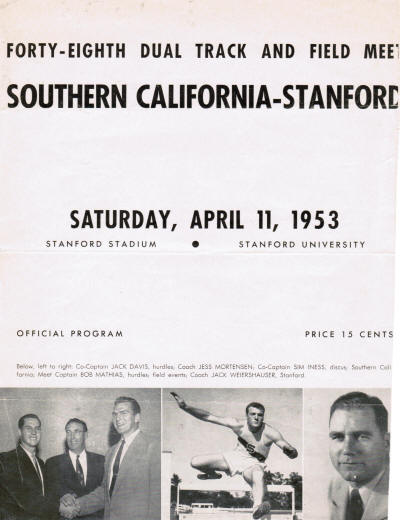 FORTY-EIGHTH DUAL TRACK AND FIELD MEET
SOUTHERN CALIFORNIA-STANFORD
SATURDAY, APRIL 11, 1953
STANFORD STADIUM ● STANFORD UNIVERSITY
OFFICIAL PROGRAM PRICE 15 CENTS
Below, left to right: Co-Captain JACK DAVIS, hurdles; Coach JESS MORTENSEN; Co-Captain SIM INESS, discus; Southern Cali-
fornia; Meet Captain BOB MATHIAS, hurdles; field events; Coach JACK WEIERSHAUSER, Stanford.